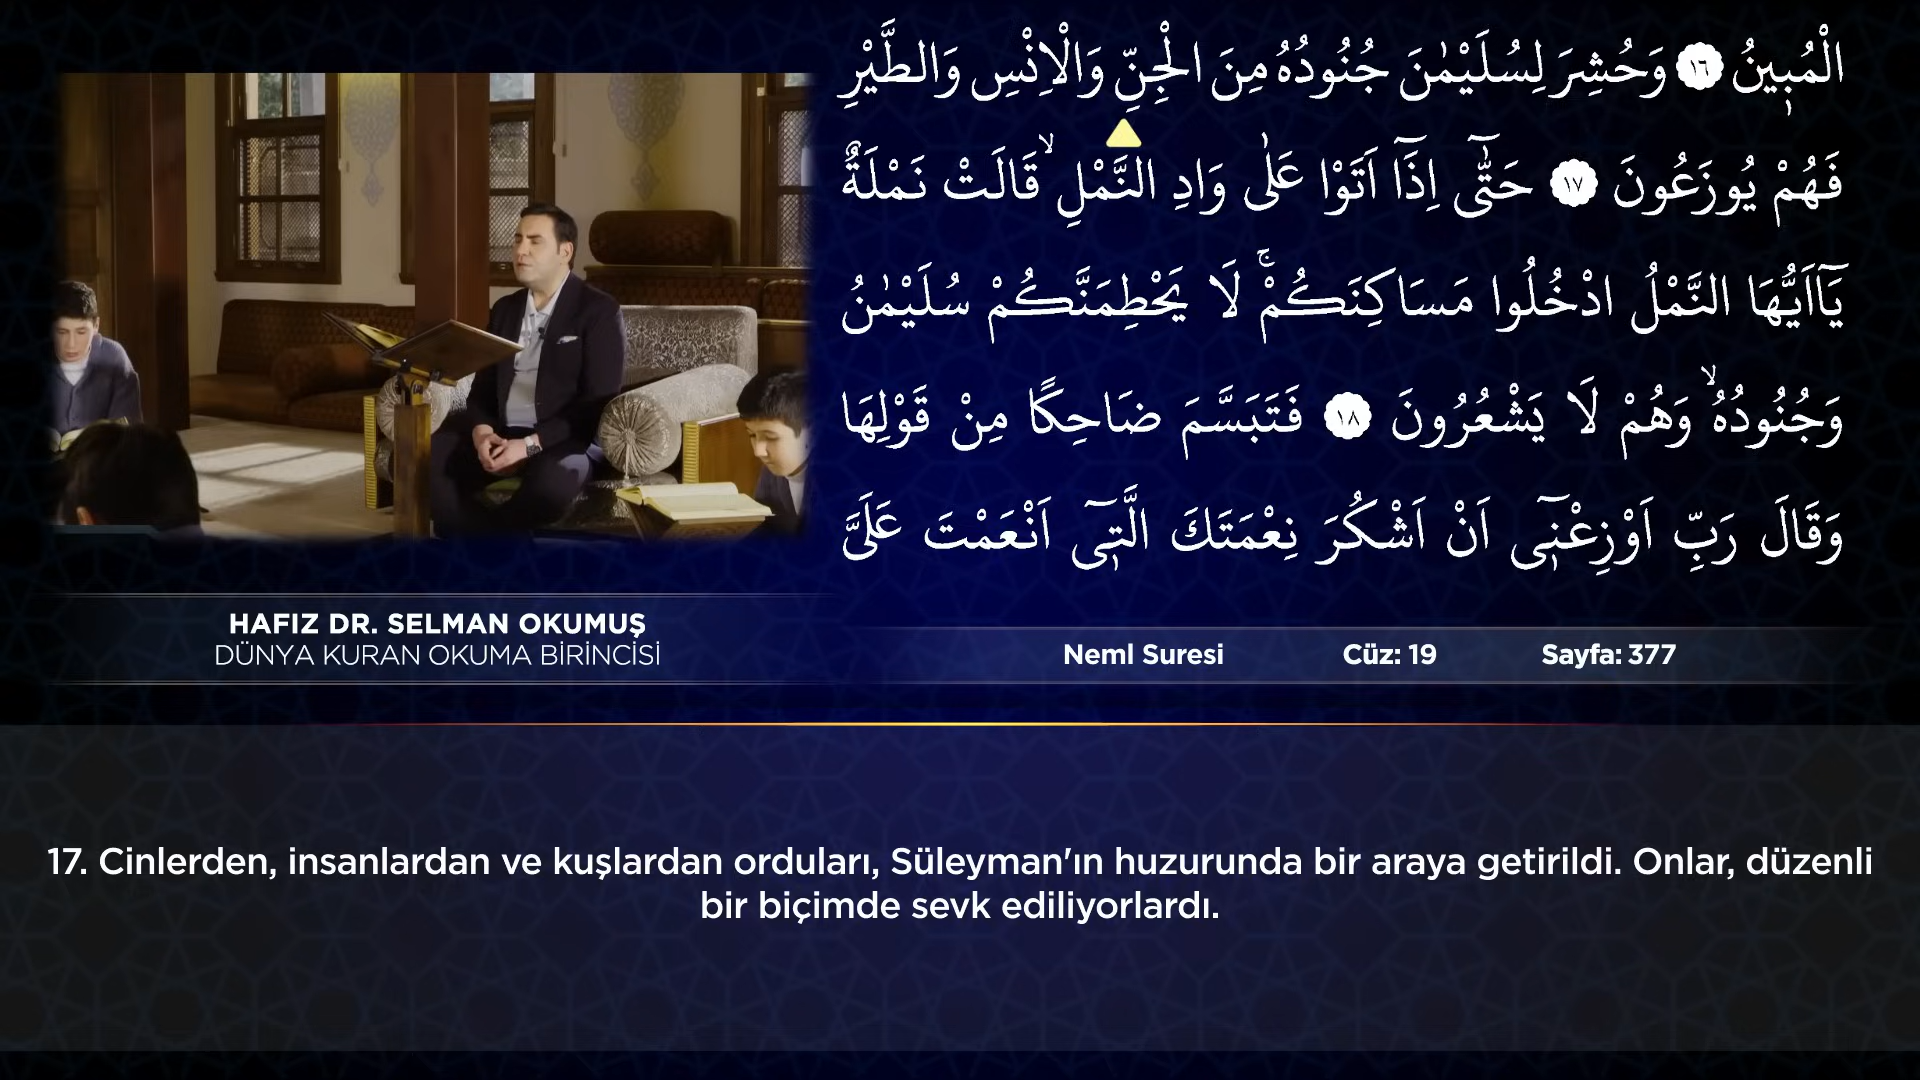 الْمُبٖينُ ﴿١٦﴾ وَحُشِرَ لِسُلَيْمٰنَ جُنُودُهُ مِنَ الْجِنِّ وَالْاِنْسِ وَالطَّيْرِ
فَهُمْ يُوزَعُونَ ﴿١٧﴾ حَتّٰٓى اِذَٓا اَتَوْا عَلٰى وَادِ النَّمْلِۙ قَالَتْ نَمْلَةٌ
يَٓااَيُّهَا النَّمْلُ ادْخُلُوا مَسَاكِنَكُمْۚ لَا يَحْطِمَنَّكُمْ سُلَيْمٰنُ
وَجُنُودُهُۙ وَهُمْ لَا يَشْعُرُونَ ﴿١٨﴾ فَتَبَسَّمَ ضَاحِكًا مِنْ قَوْلِهَا
وَقَالَ رَبِّ اَوْزِعْنٖٓى اَنْ اَشْكُرَ نِعْمَتَكَ الَّتٖٓى اَنْعَمْتَ عَلَىَّ
HAFIZ DR. SELMAN OKUMUŞ
DÜNYA KURAN OKUMA BİRİNCİSİ
Neml Suresi Cüz: 19 Sayfa: 377
17. Cinlerden, insanlardan ve kuşlardan orduları, Süleyman'ın huzurunda bir araya getirildi. Onlar, düzenli
bir biçimde sevk ediliyorlardı.